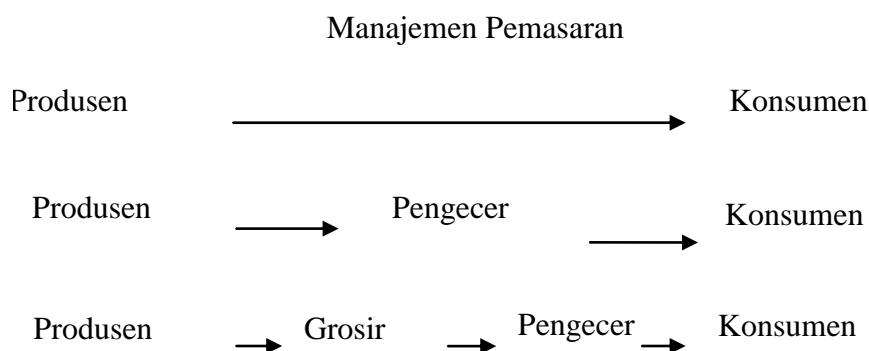 Manajemen Pemasaran
Produsen Konsumen
Produsen Pengecer Konsumen
Produsen Grosir Pengecer Konsumen